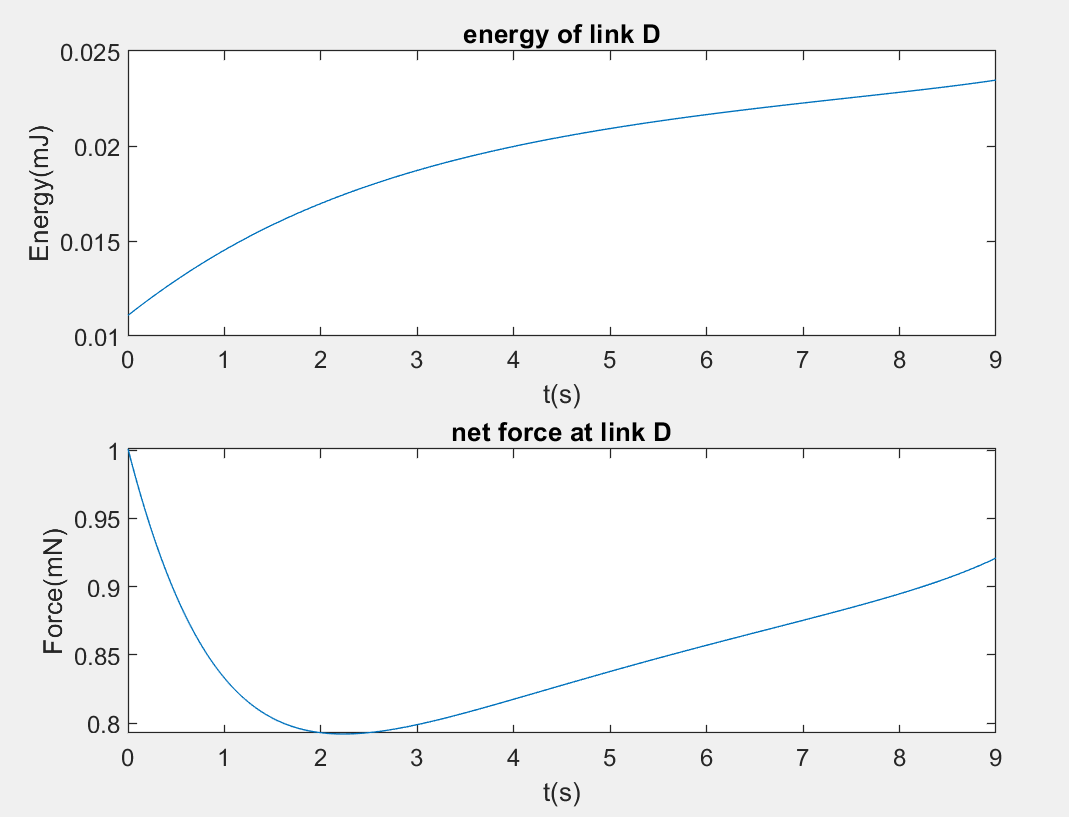 energy of link D
0.025
0.02
0.015
0.01
Energy(mJ)
0 1 2 3 4 5 6 7 8 9
t(s)
net force at link D
1
0.95
0.9
0.85
0.8
Force(mN)
0 1 2 3 4 5 6 7 8 9
t(s)